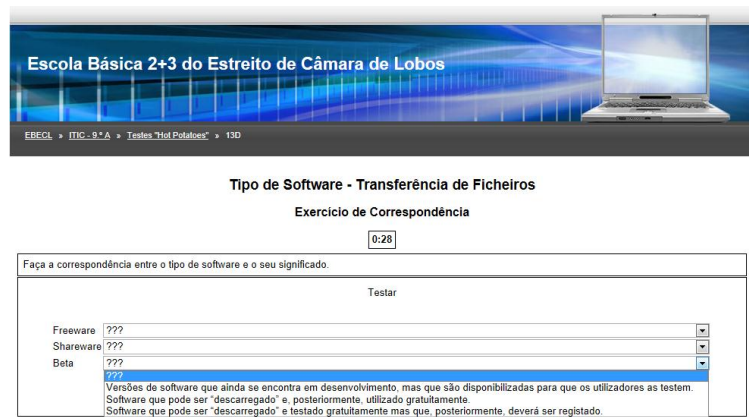 Escola Básica 2+3 do Estreito de Câmara de Lobos
EBECL » ITIC - 9.º A » Testes "Hot Potatoes" » 13D
Tipo de Software - Transferência de Ficheiros
Exercício de Correspondência
0:28
Faça a correspondência entre o tipo de software e o seu significado.
Testar
Freeware ???
Shareware ???
Beta ???
???
Versões de software que ainda se encontra em desenvolvimento, mas que são disponibilizadas para que os utilizadores as testem.
Software que pode ser "descarregado" e, posteriormente, utilizado gratuitamente.
Software que pode ser "descarregado" e testado gratuitamente mas que, posteriormente, deverá ser registado.